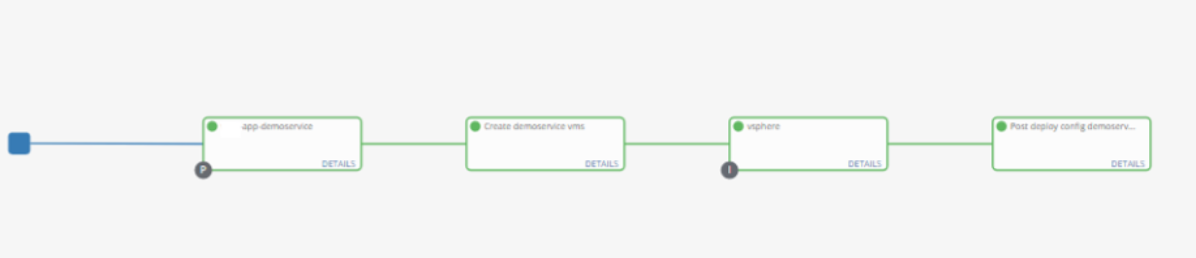 app-demoservice
DETAILS
P
Create demoservice vms
DETAILS
vsphere
DETAILS
I
Post deploy config demoserv...
DETAILS